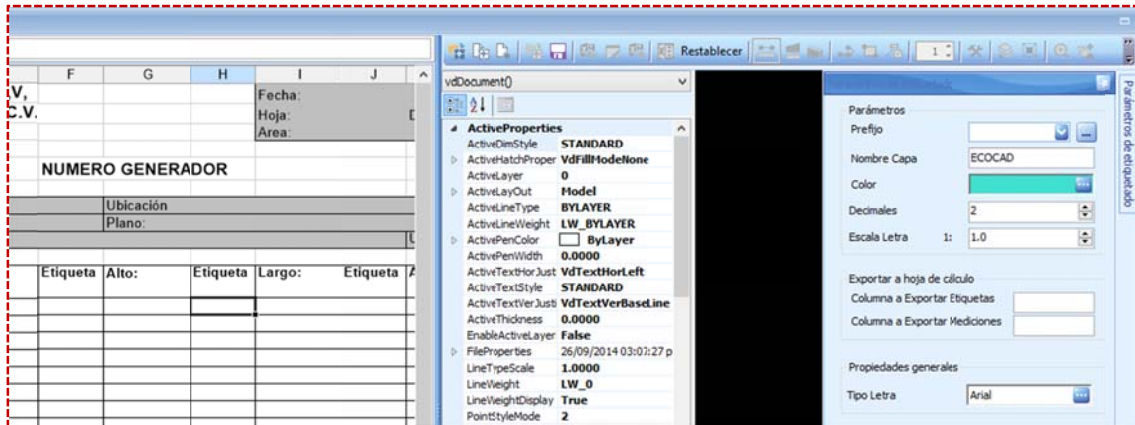 Restablecer 1
F G H I J
V,
C.V.
Fecha:
Hoja:
Area:
NUMERO GENERADOR
Ubicación
Plano:
Etiqueta Alto: Etiqueta Largo: Etiqueta A
vdDocument()
ActiveProperties
ActiveDimStyle STANDARD
ActiveHatchProper VdFillModeNone
ActiveLayer 0
ActiveLayOut Model
ActiveLineType BYLAYER
ActiveLineWeight LW_BYLAYER
ActivePenColor ByLayer
ActivePenWidth 0.0000
ActiveTextHorJust VdTextHorLeft
ActiveTextStyle STANDARD
ActiveTextVerJusti VdTextVerBaseLine
ActiveThickness 0.0000
EnableActiveLayer False
FileProperties 26/09/2014 03:03:27 p
LineTypeScale 1.0000
LineWeight LW_0
LineWeightDisplay True
PointStyleMode 2
Parámetros
Prefijo
Nombre Capa ECOCAD
Color
Decimales 2
Escala Letra 1: 1.0
Exportar a hoja de cálculo
Columna a Exportar Etiquetas
Columna a Exportar Mediciones
Propiedades generales
Tipo Letra Arial
Parámetros de etiquetado